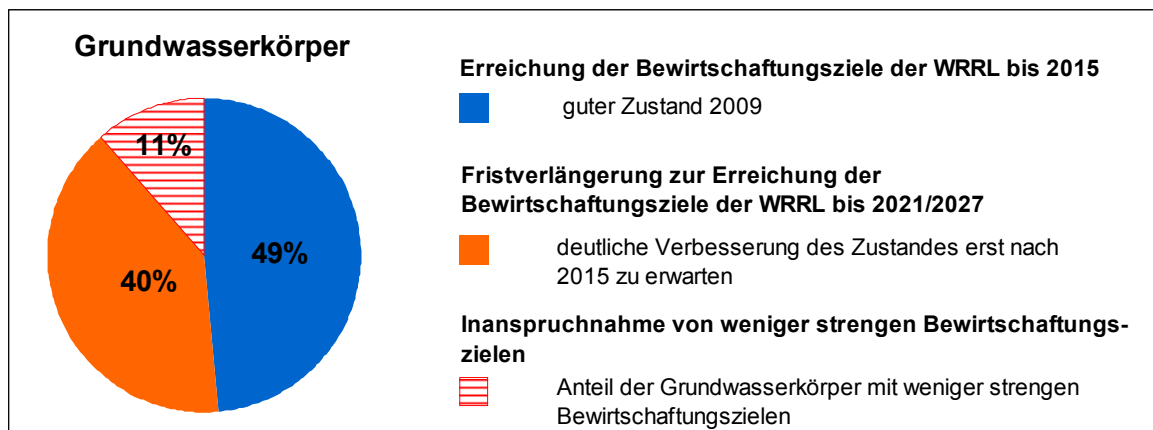 Grundwasserkörper
11%
49%
40%
Erreichung der Bewirtschaftungsziele der WRRL bis 2015
guter Zustand 2009
Fristverlängerung zur Erreichung der
Bewirtschaftungsziele der WRRL bis 2021/2027
deutliche Verbesserung des Zustandes erst nach
2015 zu erwarten
Inanspruchnahme von weniger strengen Bewirtschaftungs-
zielen
Anteil der Grundwasserkörper mit weniger strengen
Bewirtschaftungszielen